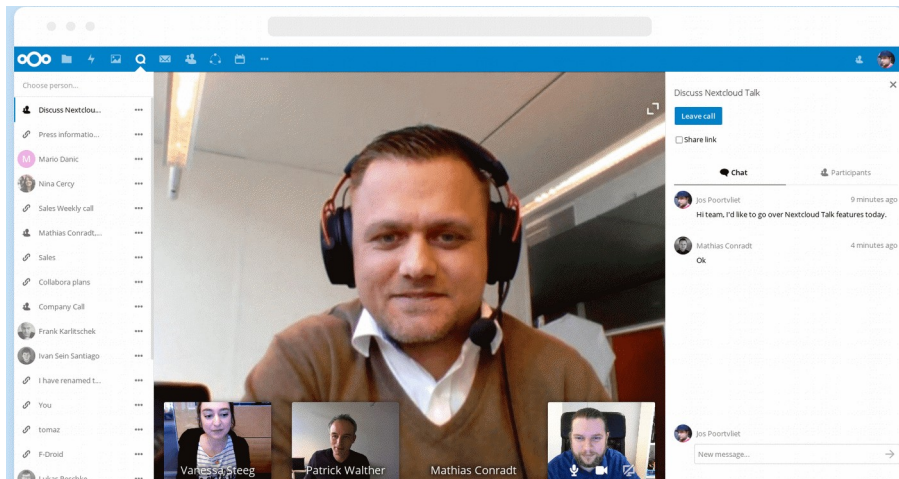 Choose person...
Discuss Nextclou...
Press informatio...
M
Mario Danic
Nina Cercy
Sales Weekly call
Mathias Conradt,...
Sales
Collabora plans
Company Call
Frank Karlitschek
Ivan Sein Santiago
I have renamed t...
You
tomaz
F-Droid
Lukas Reschke
Vanessa Steeg
Patrick Walther
Mathias Conradt
Discuss Nextcloud Talk
Leave call
Share link
Chat
Participants
Jos Poortvliet
9 minutes ago
Hi team, I'd like to go over Nextcloud Talk features today.
Mathias Conradt
4 minutes ago
Ok
Jos Poortvliet
New message...